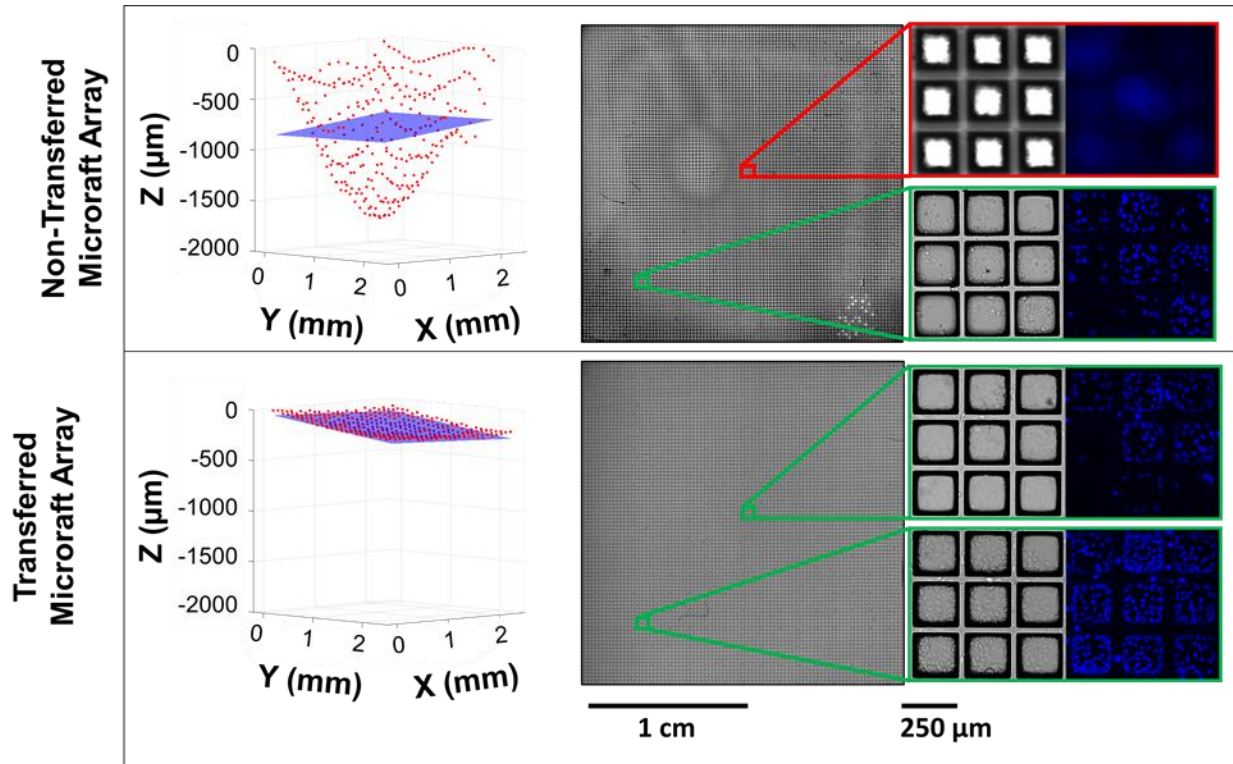 Non-Transferred
Microraft Array
Z (µm)
0
-500
-1000
-1500
-2000
0
1
2
0
1
2
Y (mm)
X (mm)
Transferred
Microraft Array
Z (µm)
0
-500
-1000
-1500
-2000
0
1
2
0
1
2
Y (mm)
X (mm)
1 cm
250 µm